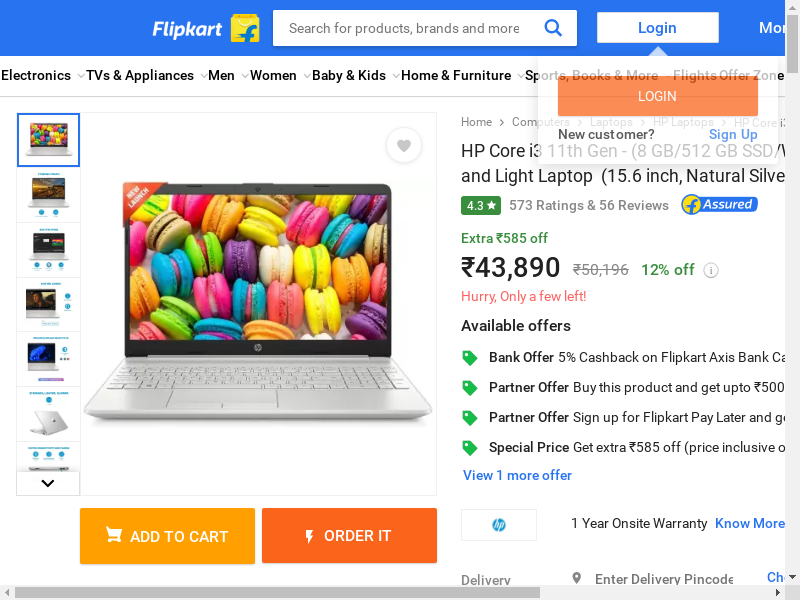 Flipkart
Search for products, brands and more
Login
Mor
Electronics
TVs & Appliances
Men
Women
Baby & Kids
Home & Furniture
Sports, Books & More
Flights
Offer Zone
LOGIN
New customer?
Sign Up
Home
Computers
Laptops
HP Laptops
HP Core i3
HP Core i3 11th Gen - (8 GB/512 GB SSD/W
and Light Laptop (15.6 inch, Natural Silve
4.3
573 Ratings & 56 Reviews
Assured
Extra ₹585 off
₹43,890 ₹50,196 12% off
Hurry, Only a few left!
Available offers
Bank Offer 5% Cashback on Flipkart Axis Bank Ca
Partner Offer Buy this product and get upto ₹500
Partner Offer Sign up for Flipkart Pay Later and ge
Special Price Get extra ₹585 off (price inclusive o
View 1 more offer
NEW
LAUNCH
hp
ADD TO CART
ORDER IT
hp
1 Year Onsite Warranty
Know More
Delivery
Enter Delivery Pincode
Che